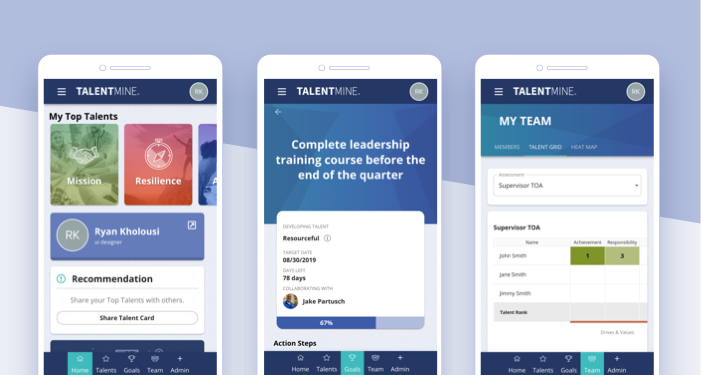 TALENTMINE.
RK
My Top Talents
Mission
Resilience
A
RK
Ryan Kholousi
ui designer
Recommendation
Share your Top Talents with others.
Share Talent Card
Home
Talents
Goals
Team
Admin
TALENTMINE.
RK
Complete leadership
training course before the
end of the quarter
DEVELOPING TALENT
Resourceful
TARGET DATE
08/30/2019
DAYS LEFT
78 days
COLLABORATING WITH
Jake Partusch
67%
Action Steps
Home
Talents
Goals
Team
Admin
TALENTMINE.
RK
MY TEAM
MEMBERS TALENT GRID HEAT MAP
Assessment
Supervisor TOA
Supervisor TOA
Name Achievement Responsibility
John Smith 1 3
Jane Smith
Jimmy Smith
Talent Rank
Drives & Values
Home
Talents
Goals
Team
Admin